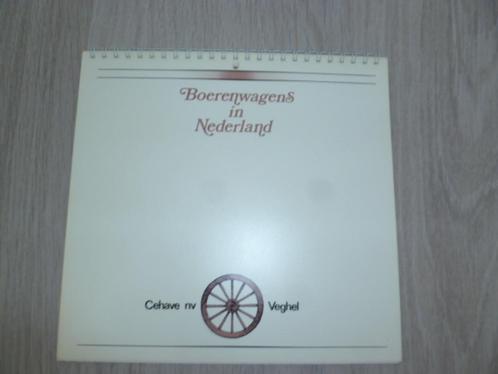 Boerenwagens
in
Nederland
Cehave nv Veghel